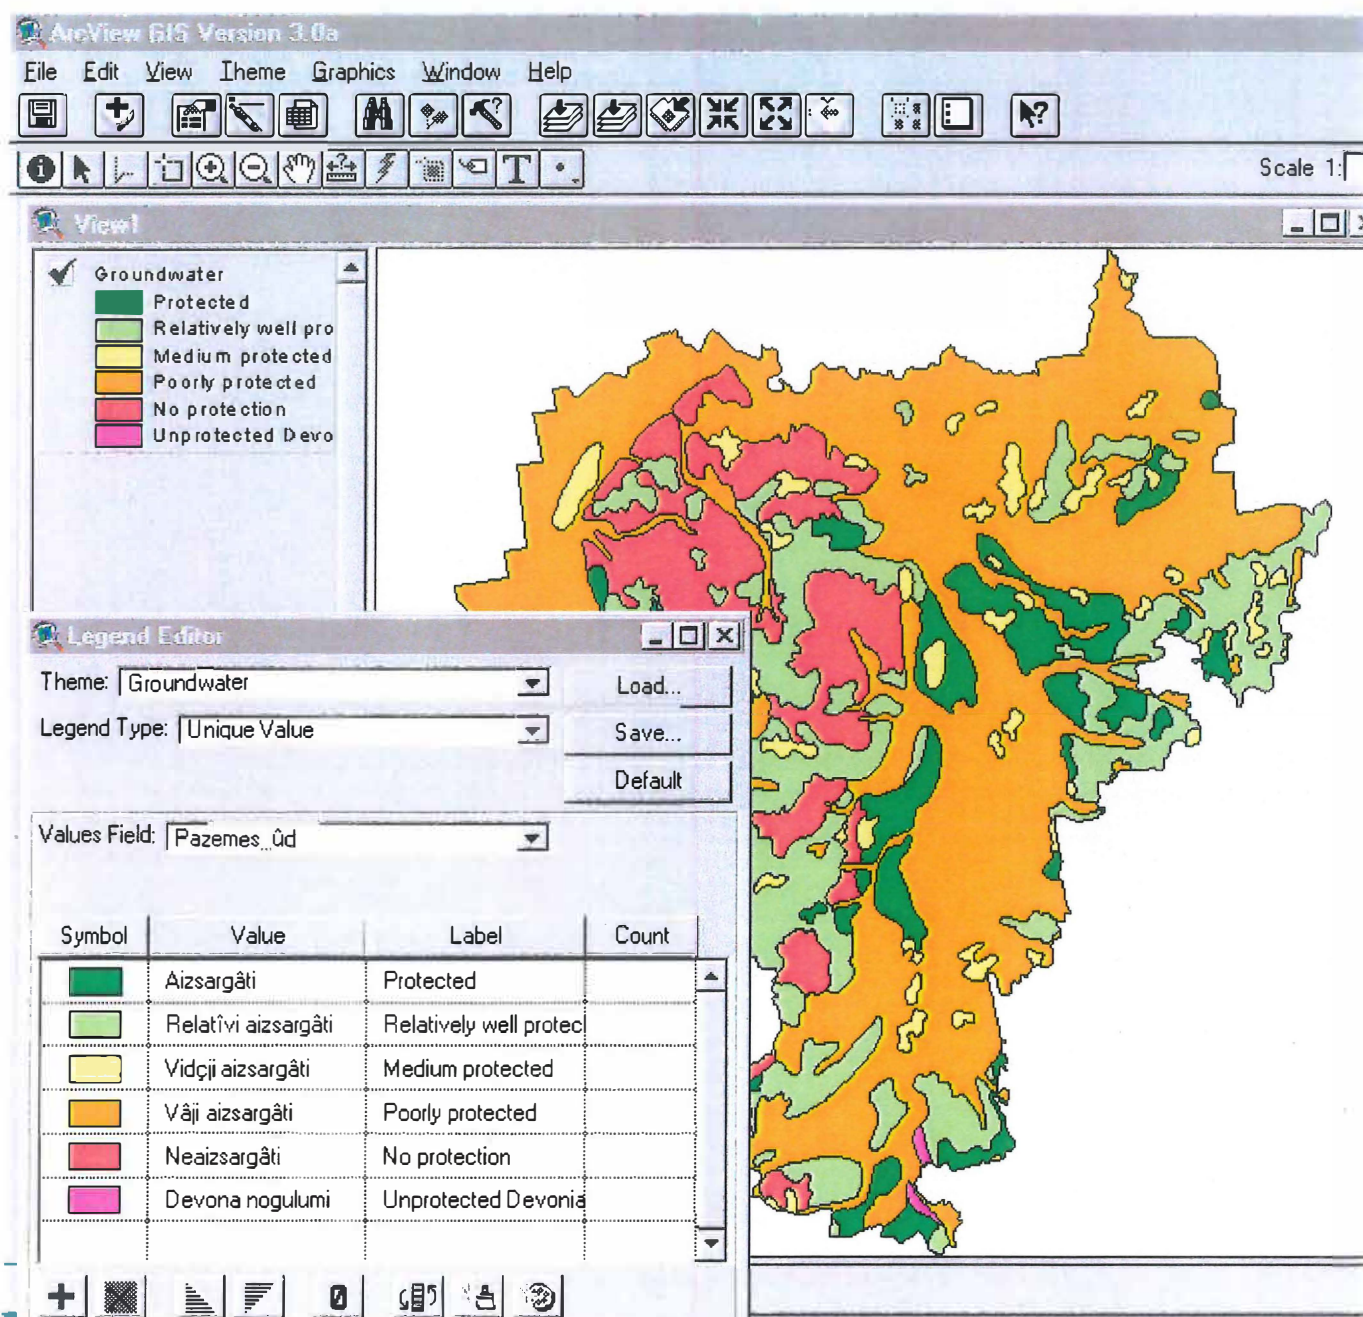 ArcView GIS Version 3.0a
File Edit View Theme Graphics Window Help
Scale 1:
View1
Groundwater
Protected
Relatively well pro
Medium protected
Poorly protected
No protection
Unprotected Devo
Legend Editor
Theme: Groundwater
Load...
Legend Type: Unique Value
Save...
Default
Values Field: Pazemes_ûd
Symbol Value Label Count
Aizsargâti Protected
Relatîvi aizsargâti Relatively well protec
Vidçji aizsargâti Medium protected
Vâji aizsargâti Poorly protected
Neaizsargâti No protection
Devona nogulumi Unprotected Devonia